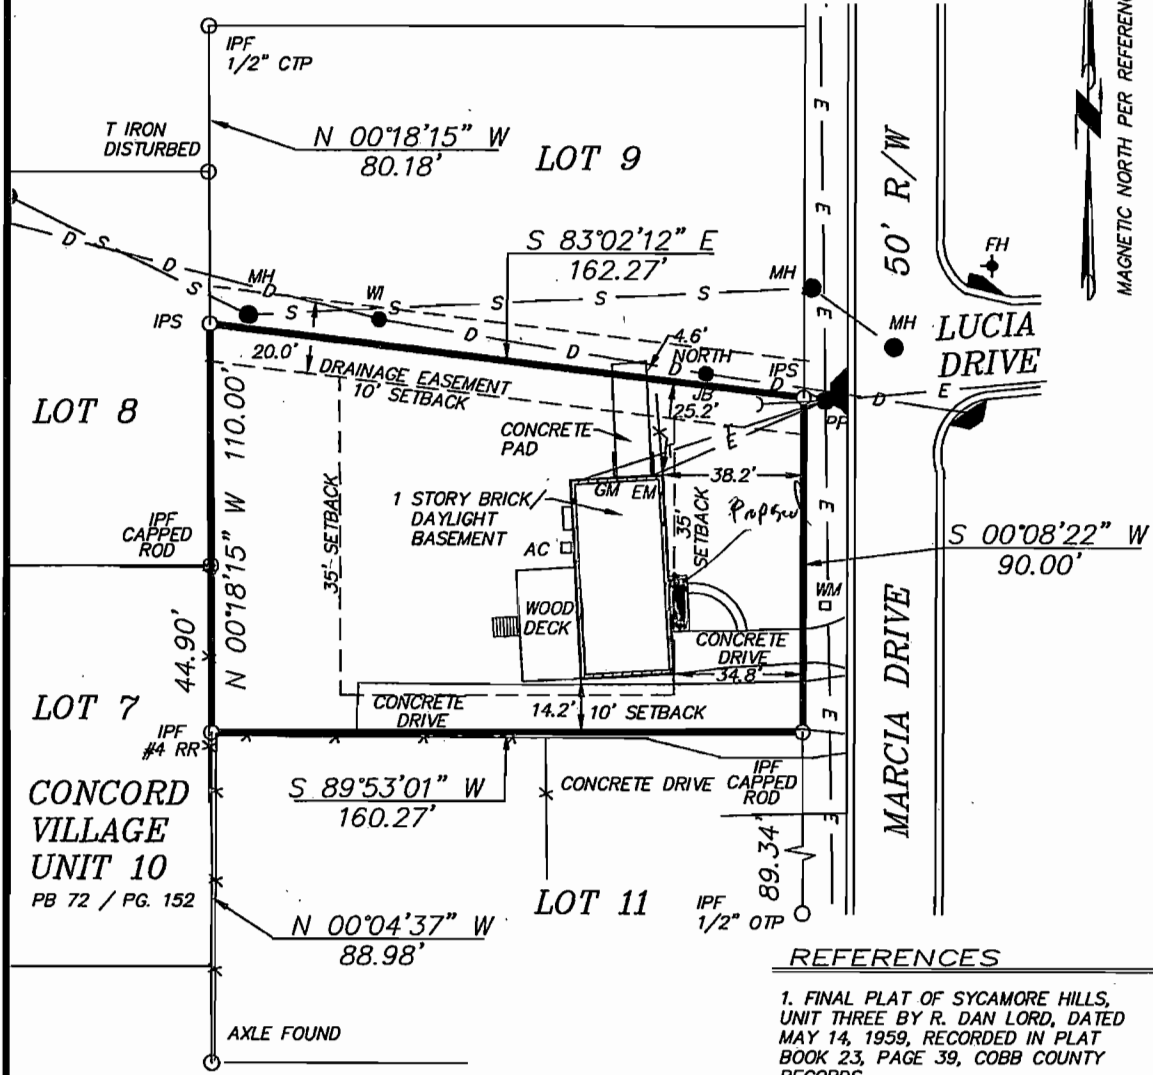 IPF
1/2" CTP
T IRON
DISTURBED
N 00°18'15" W
80.18'
LOT 9
50' R/W
MAGNETIC NORTH PER REFERENC
E
E
E
S 83°02'12" E
162.27'
FH
MH
MH
LUCIA
DRIVE
D
S
D
S
MH
D
S
WI
S
S
S
S
D
D
IPS
20.0'
DRAINAGE EASEMENT
10' SETBACK
4.6'
NORTH
D
JB
IPS
D
25.2'
PP
D
E
E
LOT 8
N 00°18'15" W 110.00'
CONCRETE
PAD
38.2'
GM
EM
1 STORY BRICK/
DAYLIGHT
BASEMENT
AC
35' SETBACK
35'
SETBACK
E
S 00°08'22" W
90.00'
IPF
CAPPED
ROD
WM
WOOD
DECK
CONCRETE
DRIVE
34.8'
MARCIA DRIVE
44.90'
LOT 7
CONCRETE
DRIVE
14.2'
10' SETBACK
E
IPF
#4 RR
S 89°53'01" W
160.27'
CONCRETE DRIVE
IPF
CAPPED
ROD
E
CONCORD
VILLAGE
UNIT 10
PB 72 / PG. 152
89.34'
LOT 11
IPF
1/2" OTP
N 00°04'37" W
88.98'
AXLE FOUND
REFERENCES
1. FINAL PLAT OF SYCAMORE HILLS,
UNIT THREE BY R. DAN LORD, DATED
MAY 14, 1959, RECORDED IN PLAT
BOOK 23, PAGE 39, COBB COUNTY
RECORDS